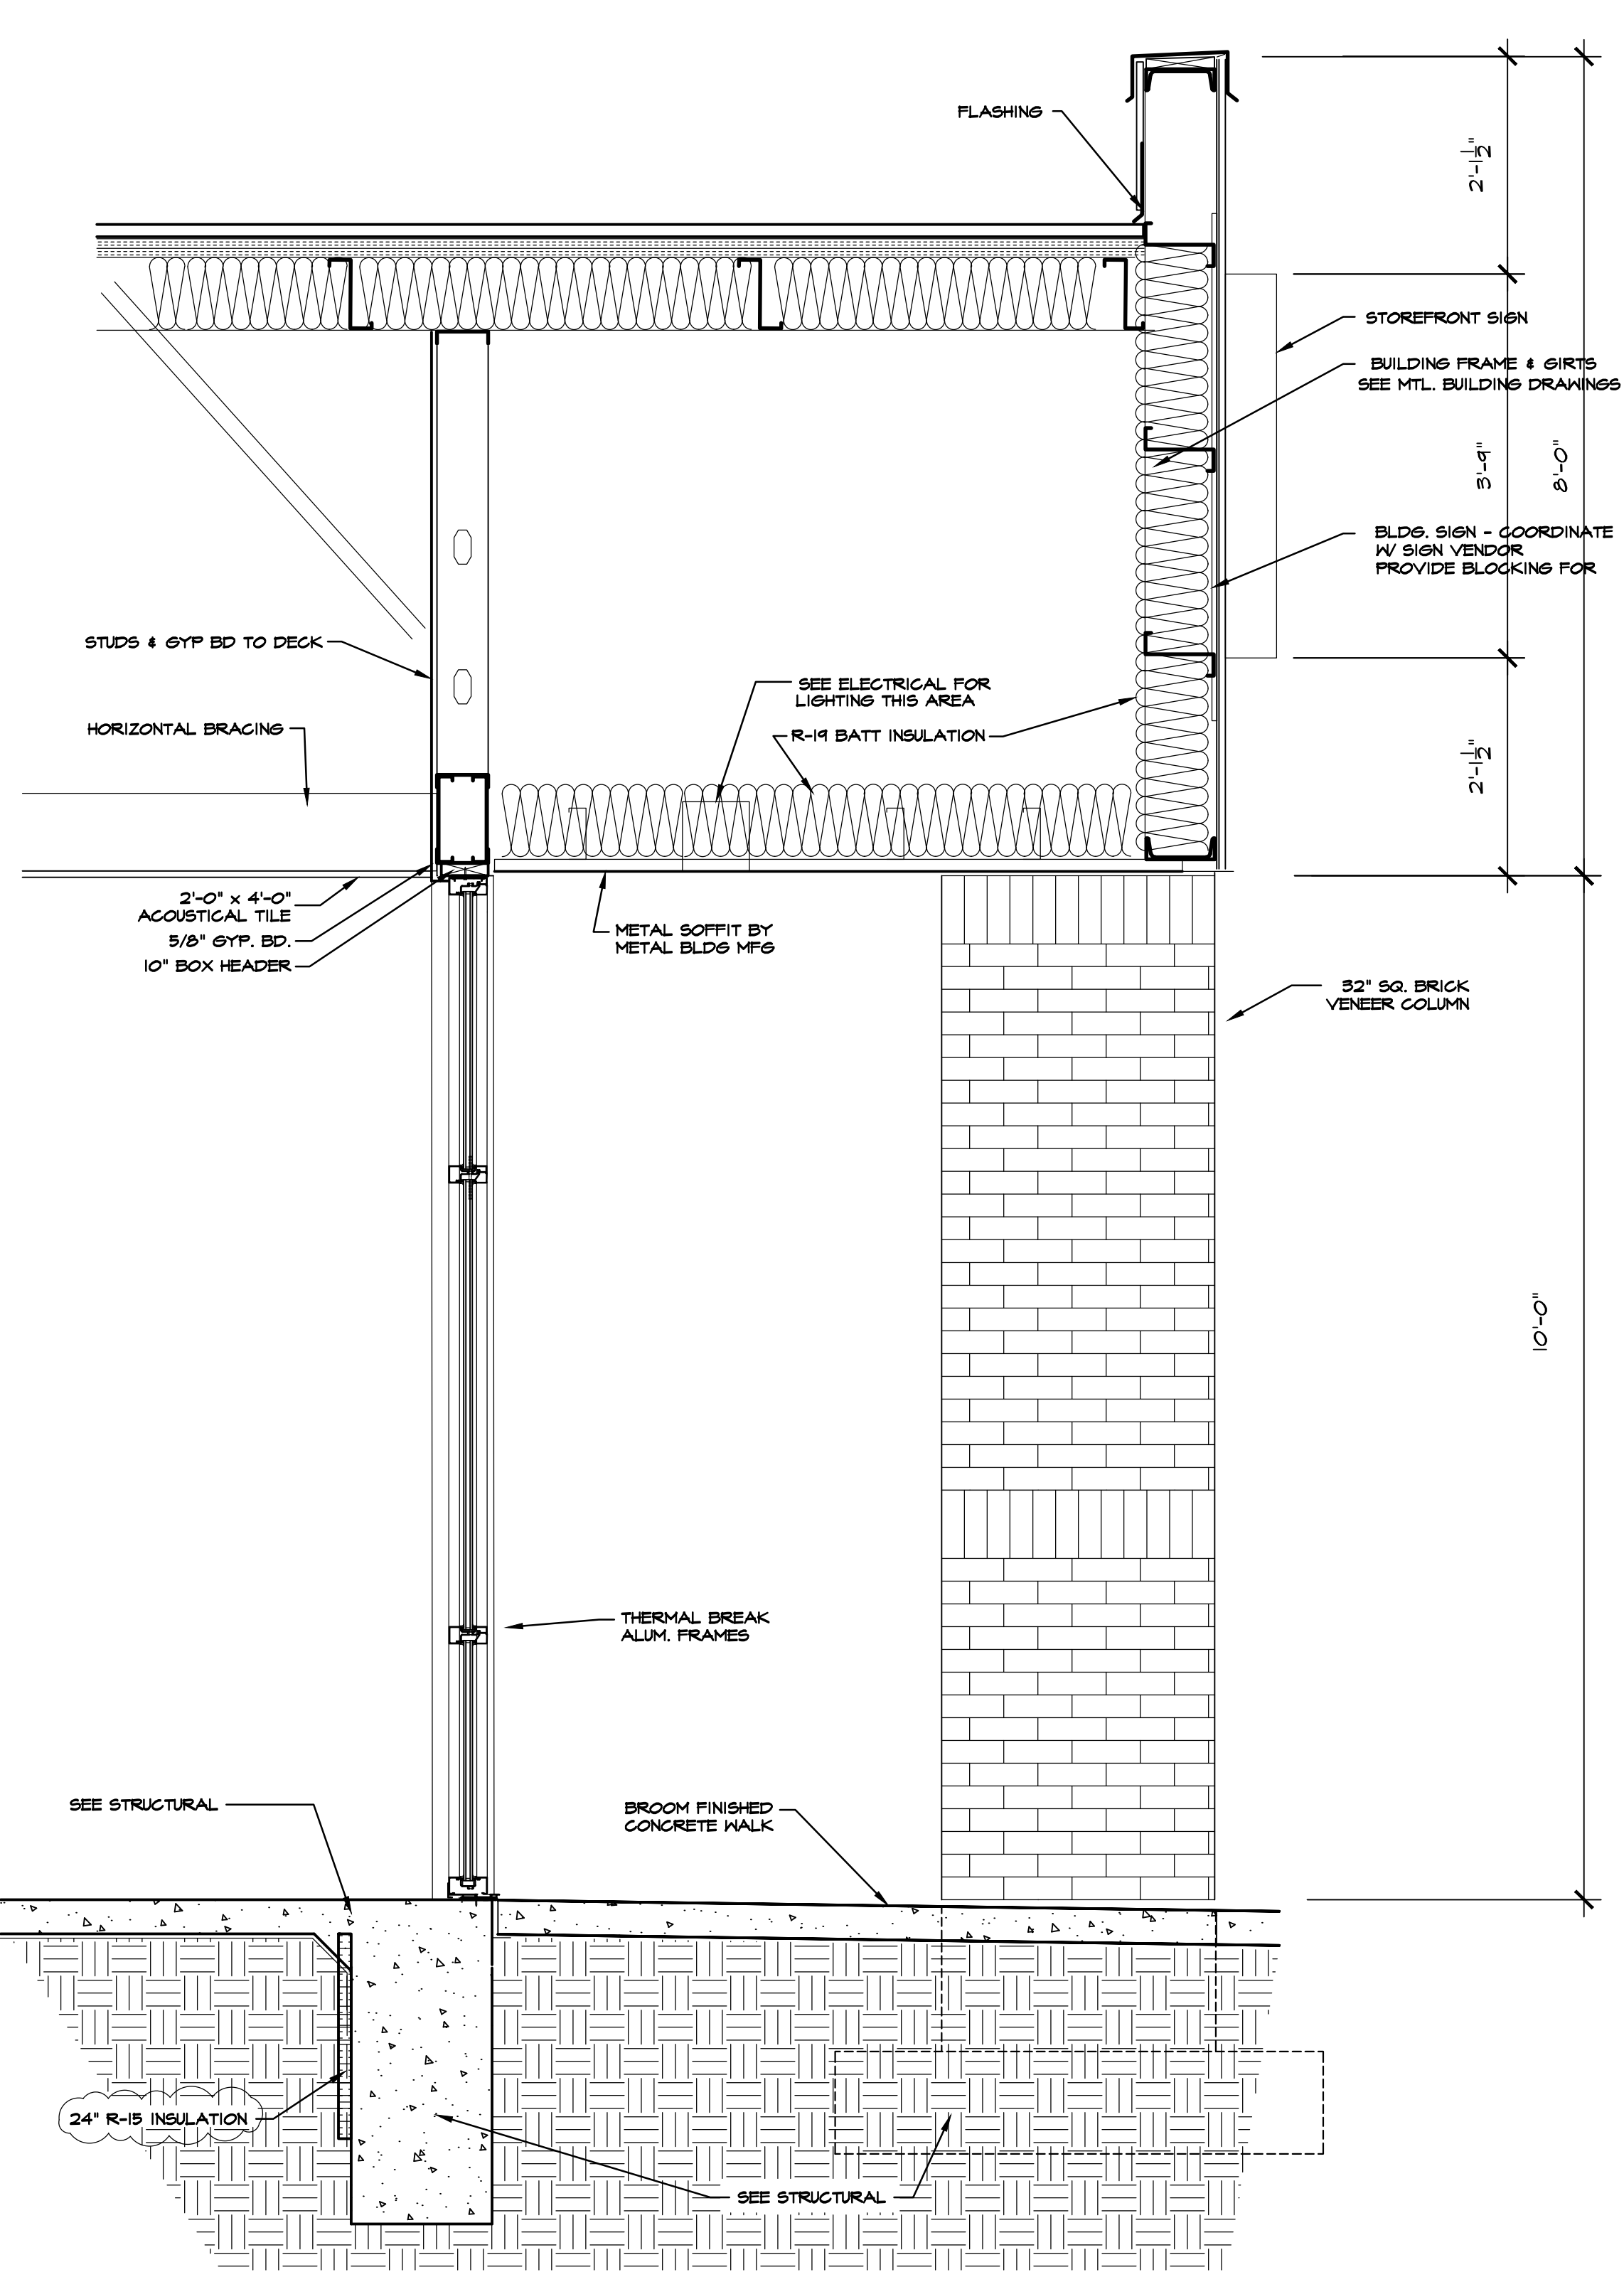 FLASHING
2'-1 1/2"
STOREFRONT SIGN
BUILDING FRAME & GIRTS
SEE MTL. BUILDING DRAWINGS
3'-9"
8'-0"
BLDG. SIGN - COORDINATE
W/ SIGN VENDOR
PROVIDE BLOCKING FOR
STUDS & GYP BD TO DECK
SEE ELECTRICAL FOR
LIGHTING THIS AREA
HORIZONTAL BRACING
R-19 BATT INSULATION
2'-1 1/2"
2'-0" x 4'-0"
ACOUSTICAL TILE
5/8" GYP. BD.
10" BOX HEADER
METAL SOFFIT BY
METAL BLDG MFG
32" SQ. BRICK
VENEER COLUMN
10'-0"
THERMAL BREAK
ALUM. FRAMES
SEE STRUCTURAL
BROOM FINISHED
CONCRETE WALK
24" R-15 INSULATION
SEE STRUCTURAL